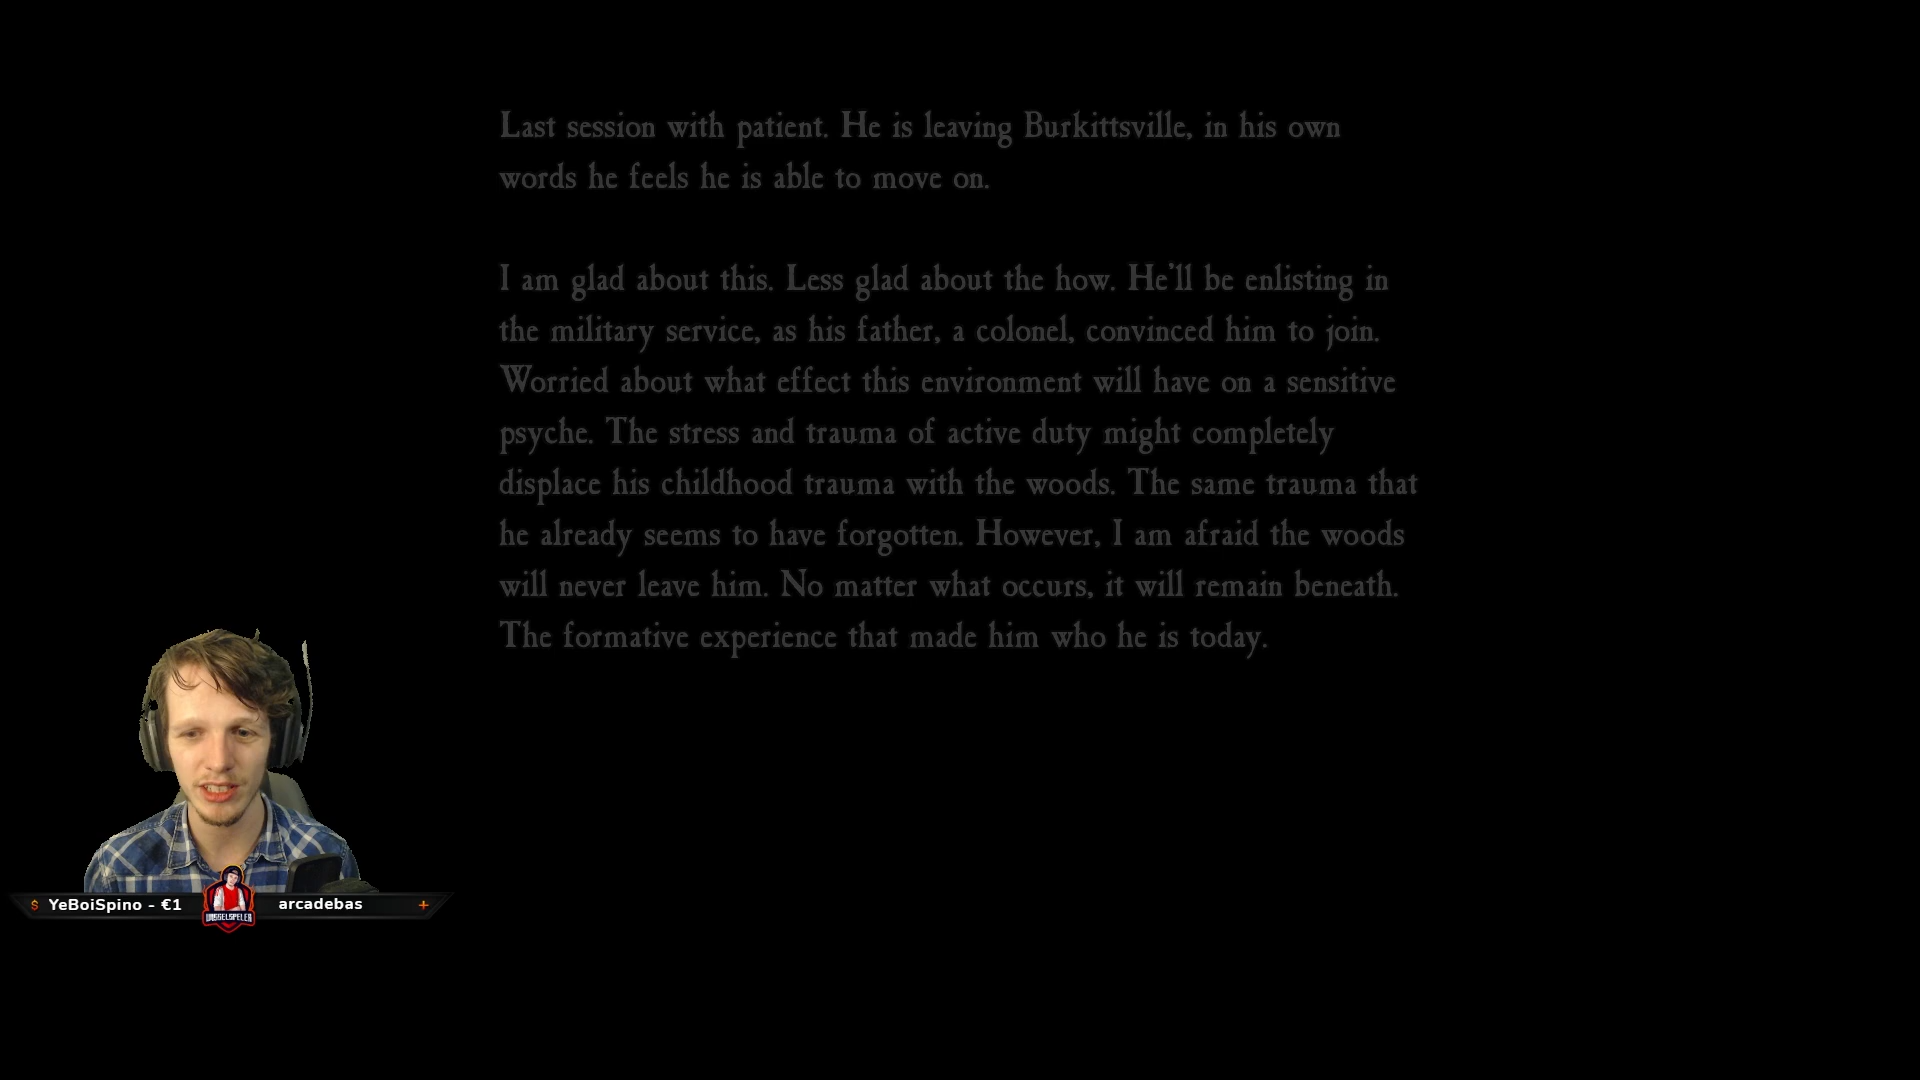 Last session with patient. He is leaving Burkittsville, in his own
words he feels he is able to move on.
I am glad about this. Less glad about the how. He'll be enlisting in
the military service, as his father, a colonel, convinced him to join.
Worried about what effect this environment will have on a sensitive
psyche. The stress and trauma of active duty might completely
displace his childhood trauma with the woods. The same trauma that
he already seems to have forgotten. However, I am afraid the woods
will never leave him. No matter what occurs, it will remain beneath.
The formative experience that made him who he is today.
$ YeBoiSpino - €1
arcadebas +